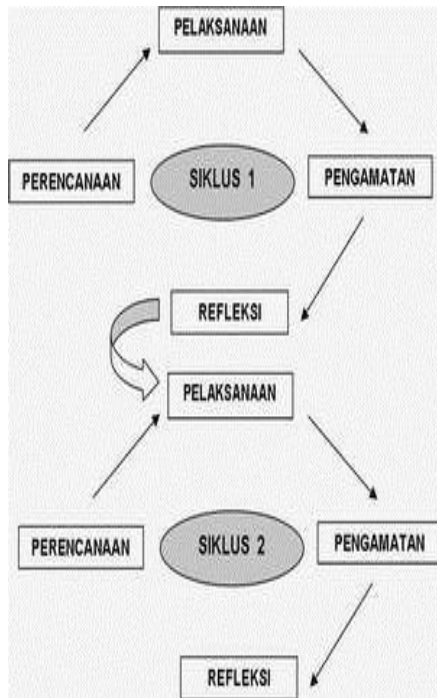 PELAKSANAAN
PERENCANAAN
SIKLUS 1
PENGAMATAN
REFLEKSI
PELAKSANAAN
PERENCANAAN
SIKLUS 2
PENGAMATAN
REFLEKSI